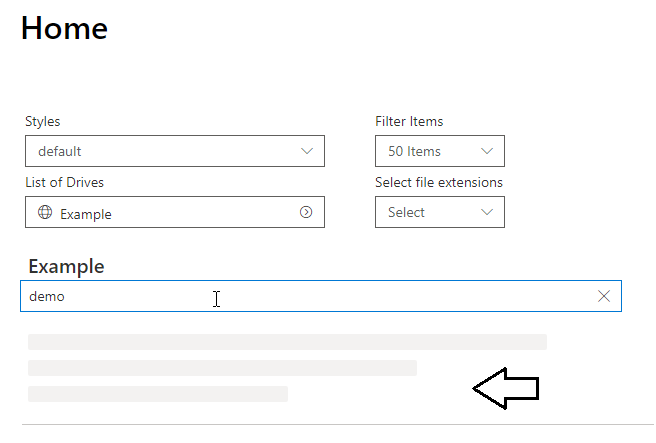 Home
Styles
Filter Items
default
50 Items
List of Drives
Select file extensions
Example
Select
Example
demo